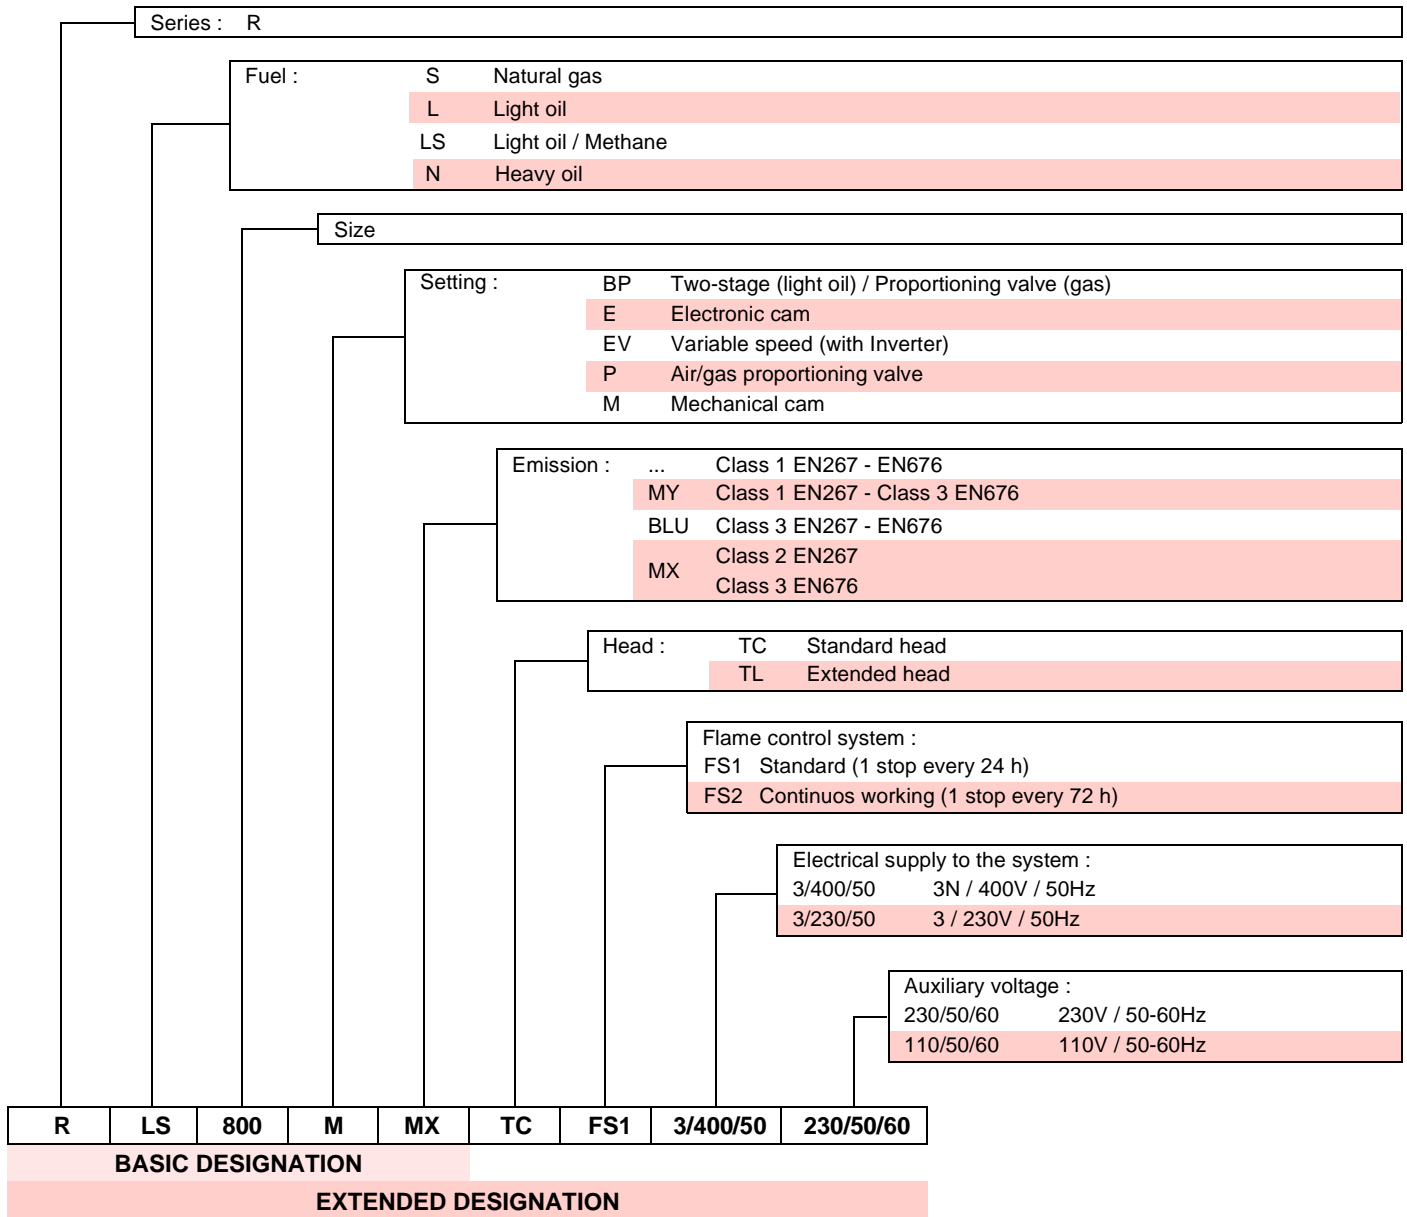 Series : R
Fuel : S Natural gas
L Light oil
LS Light oil / Methane
N Heavy oil
Size
Setting : BP Two-stage (light oil) / Proportioning valve (gas)
E Electronic cam
EV Variable speed (with Inverter)
P Air/gas proportioning valve
M Mechanical cam
Emission : ... Class 1 EN267 - EN676
MY Class 1 EN267 - Class 3 EN676
BLU Class 3 EN267 - EN676
MX Class 2 EN267
Class 3 EN676
Head : TC Standard head
TL Extended head
Flame control system :
FS1 Standard (1 stop every 24 h)
FS2 Continuos working (1 stop every 72 h)
Electrical supply to the system :
3/400/50 3N / 400V / 50Hz
3/230/50 3 / 230V / 50Hz
Auxiliary voltage :
230/50/60 230V / 50-60Hz
110/50/60 110V / 50-60Hz
R LS 800 M MX TC FS1 3/400/50 230/50/60
BASIC DESIGNATION
EXTENDED DESIGNATION